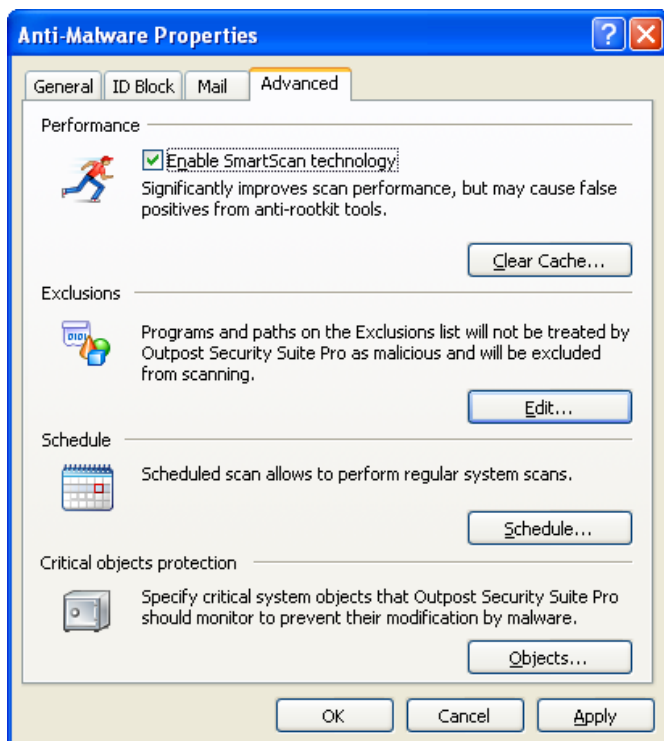 Anti-Malware Properties
General
ID Block
Mail
Advanced
Performance
Enable SmartScan technology
Significantly improves scan performance, but may cause false
positives from anti-rootkit tools.
Clear Cache...
Exclusions
Programs and paths on the Exclusions list will not be treated by
Outpost Security Suite Pro as malicious and will be excluded
from scanning.
Edit...
Schedule
Scheduled scan allows to perform regular system scans.
Schedule...
Critical objects protection
Specify critical system objects that Outpost Security Suite Pro
should monitor to prevent their modification by malware.
Objects...
OK
Cancel
Apply